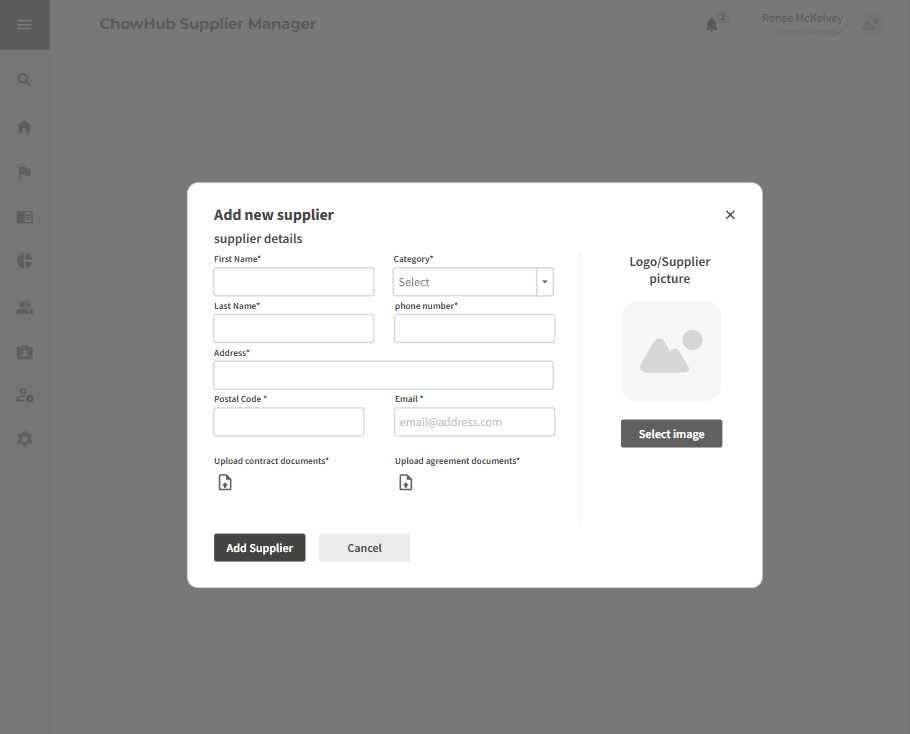 ChowHub Supplier Manager
2
Renee McKelvey
General Manager
Add new supplier
supplier details
First Name*
Category*
Select
Last Name*
phone number*
Address*
Postal Code *
Email *
email@address.com
Upload contract documents*
Upload agreement documents*
Add Supplier
Cancel
Logo/Supplier
picture
Select image